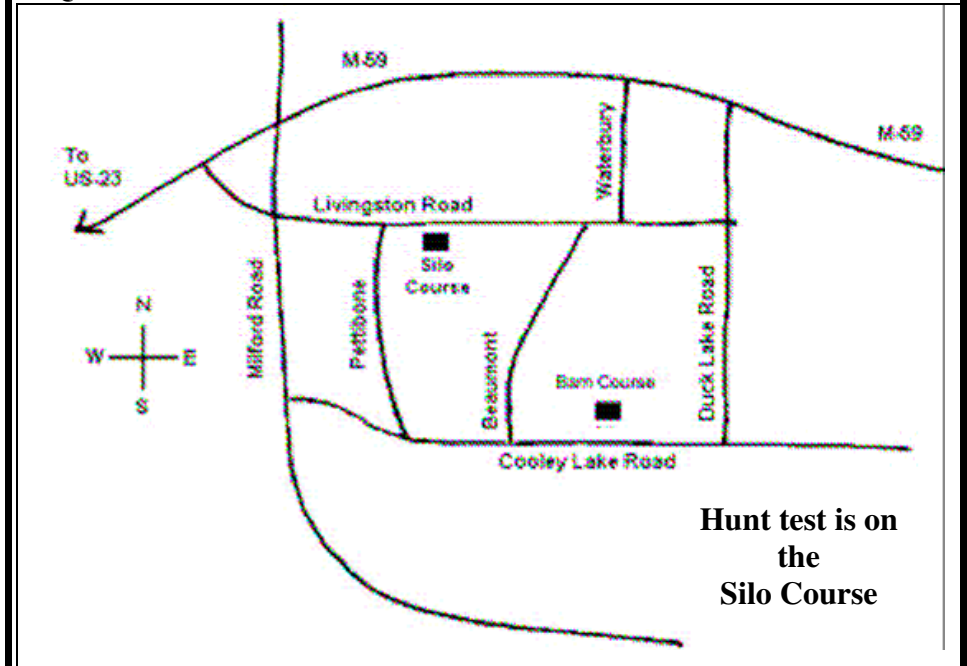 M-59
M-59
To
US-23
Waterbury
Livingston Road
Silo
Course
N
W E
S
Milford Road
Pettibone
Beaumont
Barn Course
Duck Lake Road
Cooley Lake Road
Hunt test is on
the
Silo Course